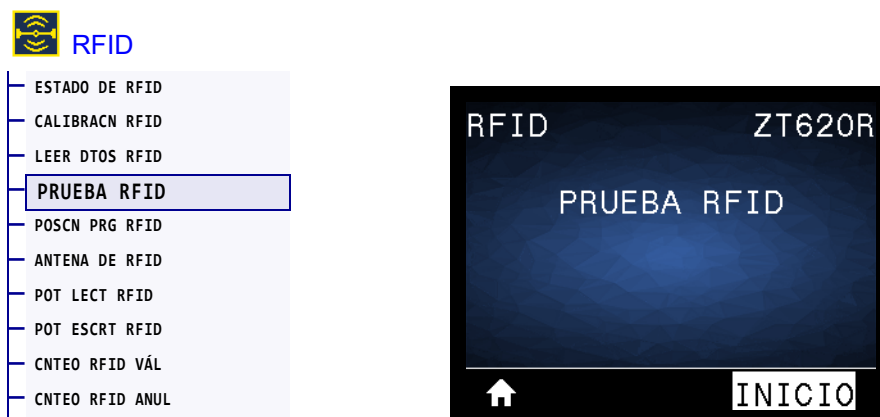 RFID
ESTADO DE RFID
CALIBRACN RFID
LEER DTOS RFID
PRUEBA RFID
POSCN PRG RFID
ANTENA DE RFID
POT LECT RFID
POT ESCRT RFID
CNTEO RFID VÁL
CNTEO RFID ANUL
RFID ZT620R
PRUEBA RFID
INICIO